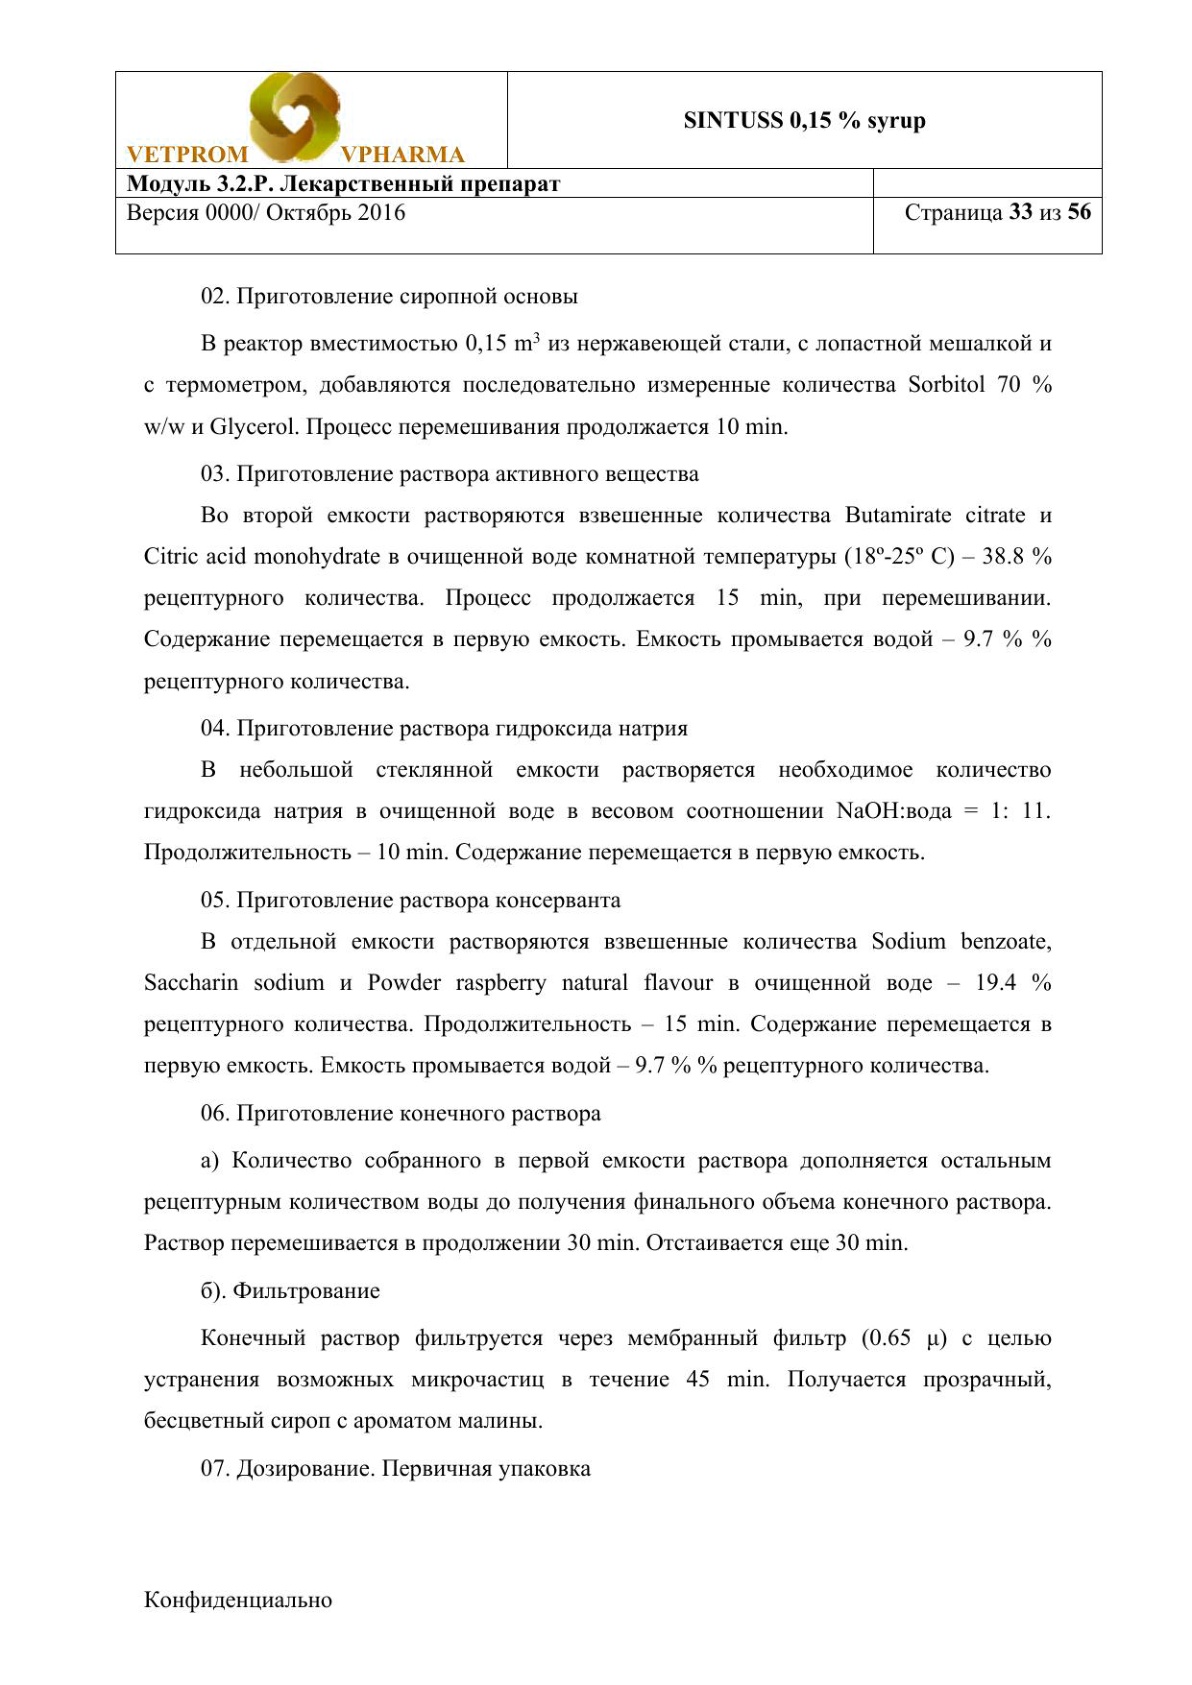 VETPROM VPHARMA
SINTUSS 0,15 % syrup
Модуль 3.2.Р. Лекарственный препарат
Версия 0000/ Октябрь 2016
Страница 33 из 56
02. Приготовление сиропной основы
В реактор вместимостью 0,15 m³ из нержавеющей стали, с лопастной мешалкой и
с термометром, добавляются последовательно измеренные количества Sorbitol 70 %
w/w и Glycerol. Процесс перемешивания продолжается 10 min.
03. Приготовление раствора активного вещества
Во второй емкости растворяются взвешенные количества Butamirate citrate и
Citric acid monohydrate в очищенной воде комнатной температуры (18º-25º С) – 38.8 %
рецептурного количества. Процесс продолжается 15 min, при перемешивании.
Содержание перемещается в первую емкость. Емкость промывается водой – 9.7 % %
рецептурного количества.
04. Приготовление раствора гидроксида натрия
В небольшой стеклянной емкости растворяется необходимое количество
гидроксида натрия в очищенной воде в весовом соотношении NaOH:вода = 1: 11.
Продолжительность – 10 min. Содержание перемещается в первую емкость.
05. Приготовление раствора консерванта
В отдельной емкости растворяются взвешенные количества Sodium benzoate,
Saccharin sodium и Powder raspberry natural flavour в очищенной воде – 19.4 %
рецептурного количества. Продолжительность – 15 min. Содержание перемещается в
первую емкость. Емкость промывается водой – 9.7 % % рецептурного количества.
06. Приготовление конечного раствора
а) Количество собранного в первой емкости раствора дополняется остальным
рецептурным количеством воды до получения финального объема конечного раствора.
Раствор перемешивается в продолжении 30 min. Отстаивается еще 30 min.
б). Фильтрование
Конечный раствор фильтруется через мембранный фильтр (0.65 μ) с целью
устранения возможных микрочастиц в течение 45 min. Получается прозрачный,
бесцветный сироп с ароматом малины.
07. Дозирование. Первичная упаковка
Конфиденциально